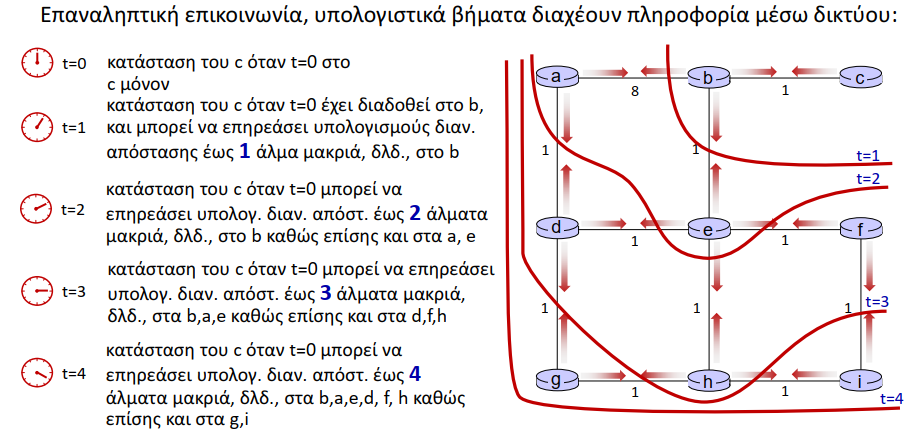 Επαναληπτική επικοινωνία, υπολογιστικά βήματα διαχέουν πληροφορία μέσω δικτύου:
t=0
κατάσταση του c όταν t=0 στο
c μόνον
t=1
κατάσταση του c όταν t=0 έχει διαδοθεί στο b,
και μπορεί να επηρεάσει υπολογισμούς διαν.
απόστασης έως 1 άλμα μακριά, δλδ., στο b
t=2
κατάσταση του c όταν t=0 μπορεί να
επηρεάσει υπολογ. διαν. απόστ. έως 2 άλματα
μακριά, δλδ., στο b καθώς επίσης και στα a, e
t=3
κατάσταση του c όταν t=0 μπορεί να επηρεάσει
υπολογ. διαν. απόστ. έως 3 άλματα μακριά,
δλδ., στα b,a,e καθώς επίσης και στα d,f,h
t=4
κατάσταση του c όταν t=0 μπορεί να
επηρεάσει υπολογ. διαν. απόστ. έως 4
άλματα μακριά, δλδ., στα b,a,e,d, f, h καθώς
επίσης και στα g,i
a b c
8 1
1 1 t=1
t=2
d e f
1 1
1 1 1 t=3
g h i
1 1
t=4